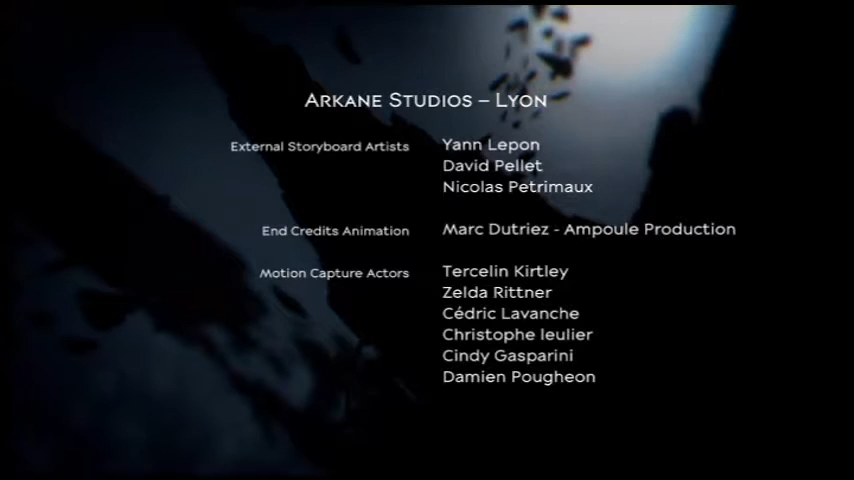 Arkane Studios – Lyon
External Storyboard Artists Yann Lepon
David Pellet
Nicolas Petrimaux
End Credits Animation Marc Dutriez - Ampoule Production
Motion Capture Actors Tercelin Kirtley
Zelda Rittner
Cédric Lavanche
Christophe leulier
Cindy Gasparini
Damien Pougheon